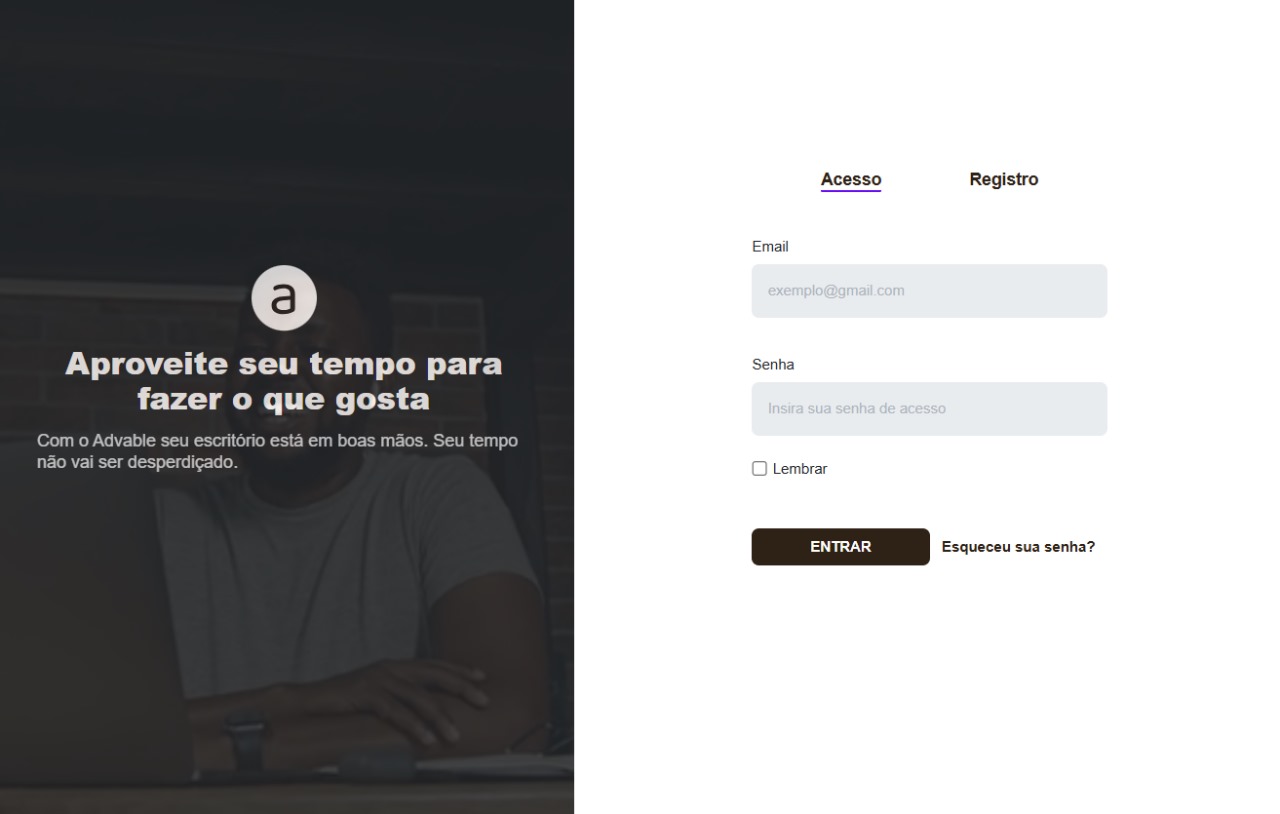 a
Aproveite seu tempo para
fazer o que gosta
Com o Advable seu escritório está em boas mãos. Seu tempo
não vai ser desperdiçado.
Acesso Registro
Email
exemplo@gmail.com
Senha
Insira sua senha de acesso
Lembrar
ENTRAR Esqueceu sua senha?